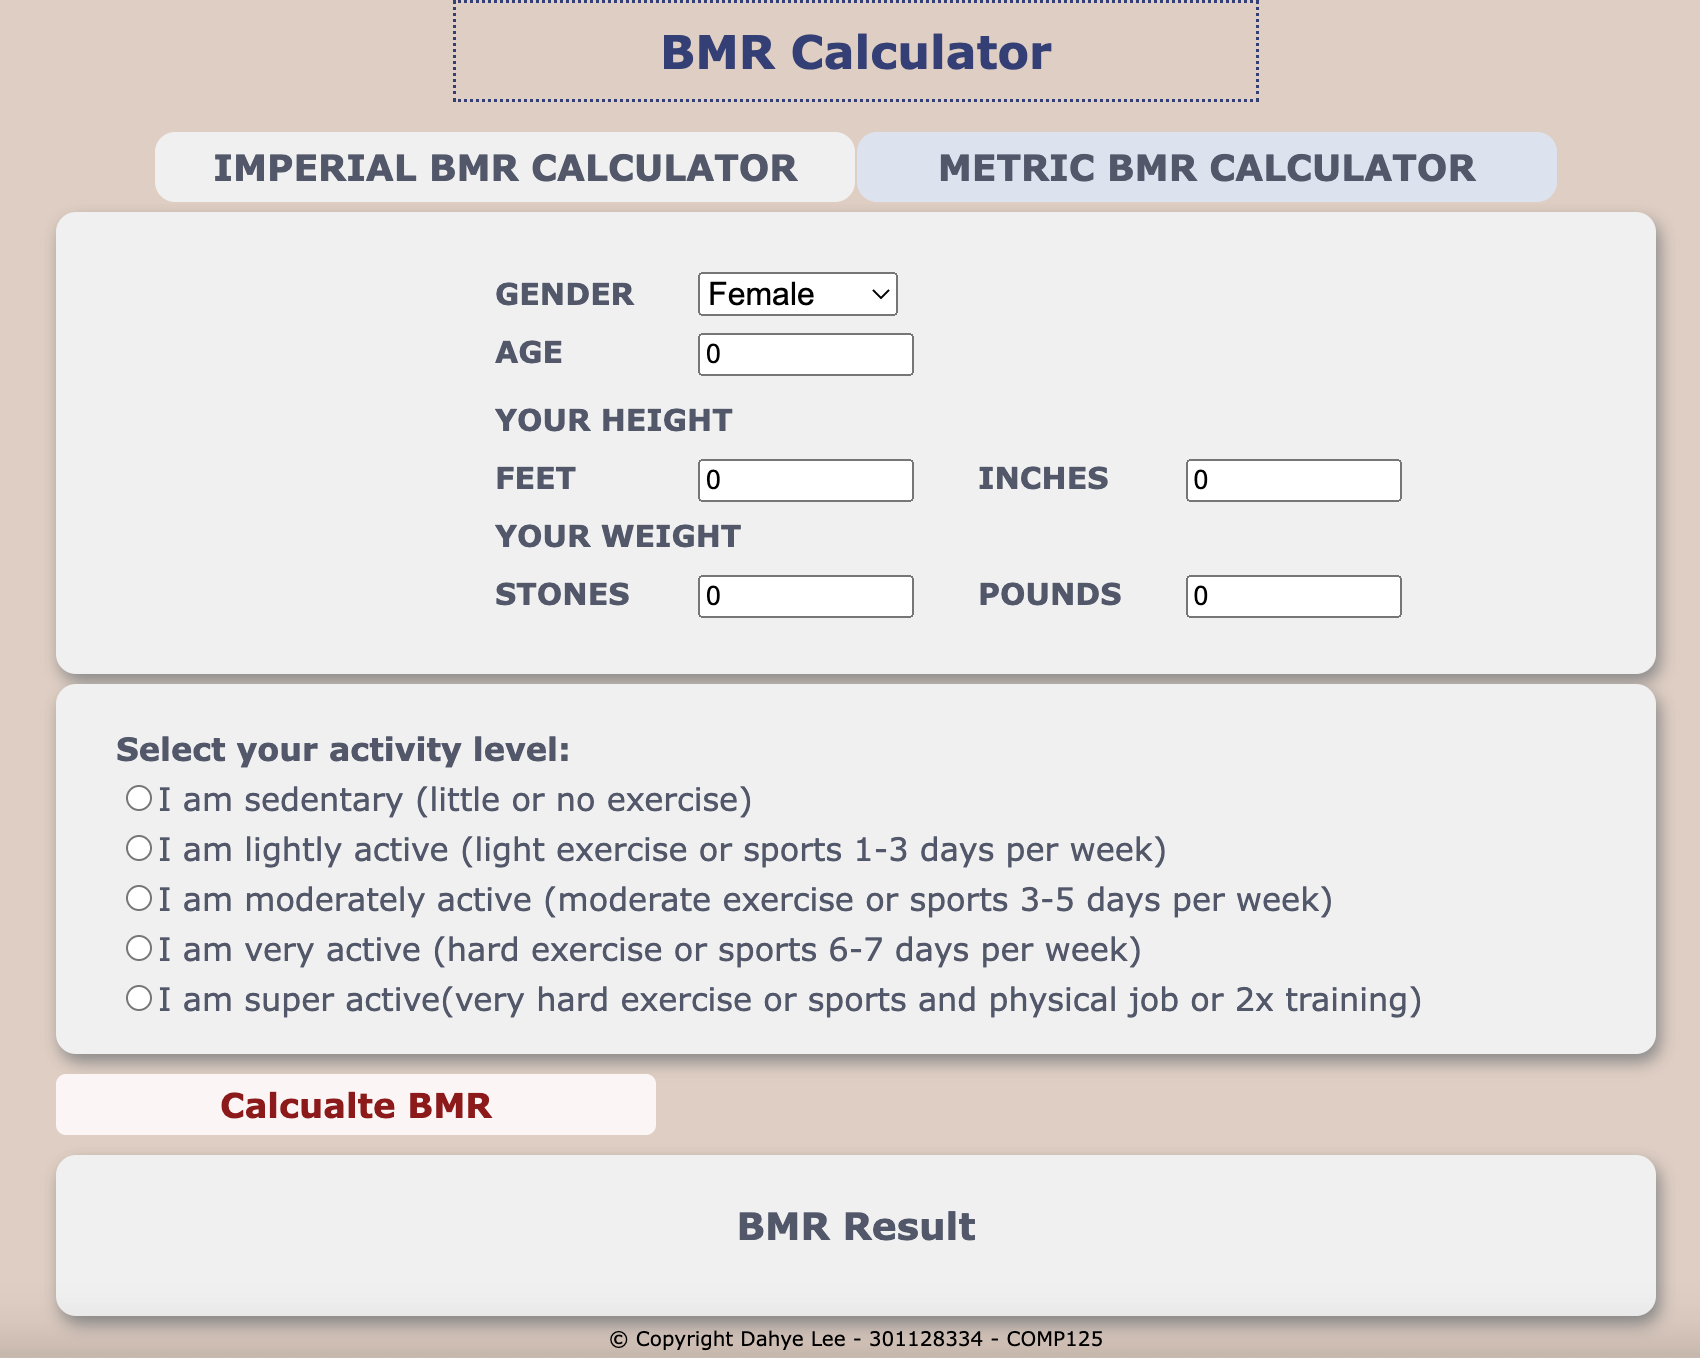 BMR Calculator
IMPERIAL BMR CALCULATOR METRIC BMR CALCULATOR
GENDER Female
AGE 0
YOUR HEIGHT
FEET 0 INCHES 0
YOUR WEIGHT
STONES 0 POUNDS 0
Select your activity level:
I am sedentary (little or no exercise)
I am lightly active (light exercise or sports 1-3 days per week)
I am moderately active (moderate exercise or sports 3-5 days per week)
I am very active (hard exercise or sports 6-7 days per week)
I am super active(very hard exercise or sports and physical job or 2x training)
Calcualte BMR
BMR Result
© Copyright Dahye Lee - 301128334 - COMP125